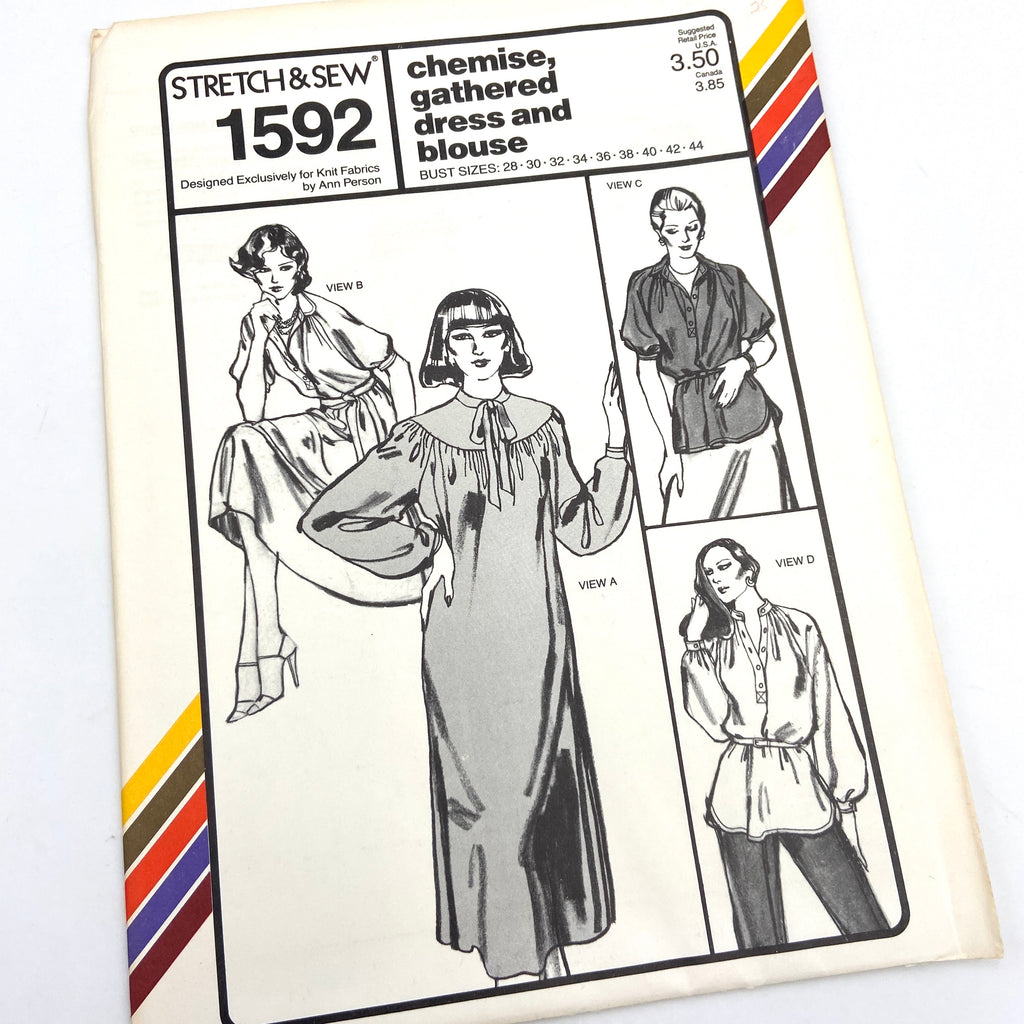 STRETCH & SEW®
1592
Designed Exclusively for Knit Fabrics
by Ann Person
chemise,
gathered
dress and
blouse
BUST SIZES: 28 · 30 · 32 · 34 · 36 · 38 · 40 · 42 · 44
Suggested
Retail Price
U.S.A.
3.50
Canada
3.85
VIEW B
VIEW C
VIEW A
VIEW D